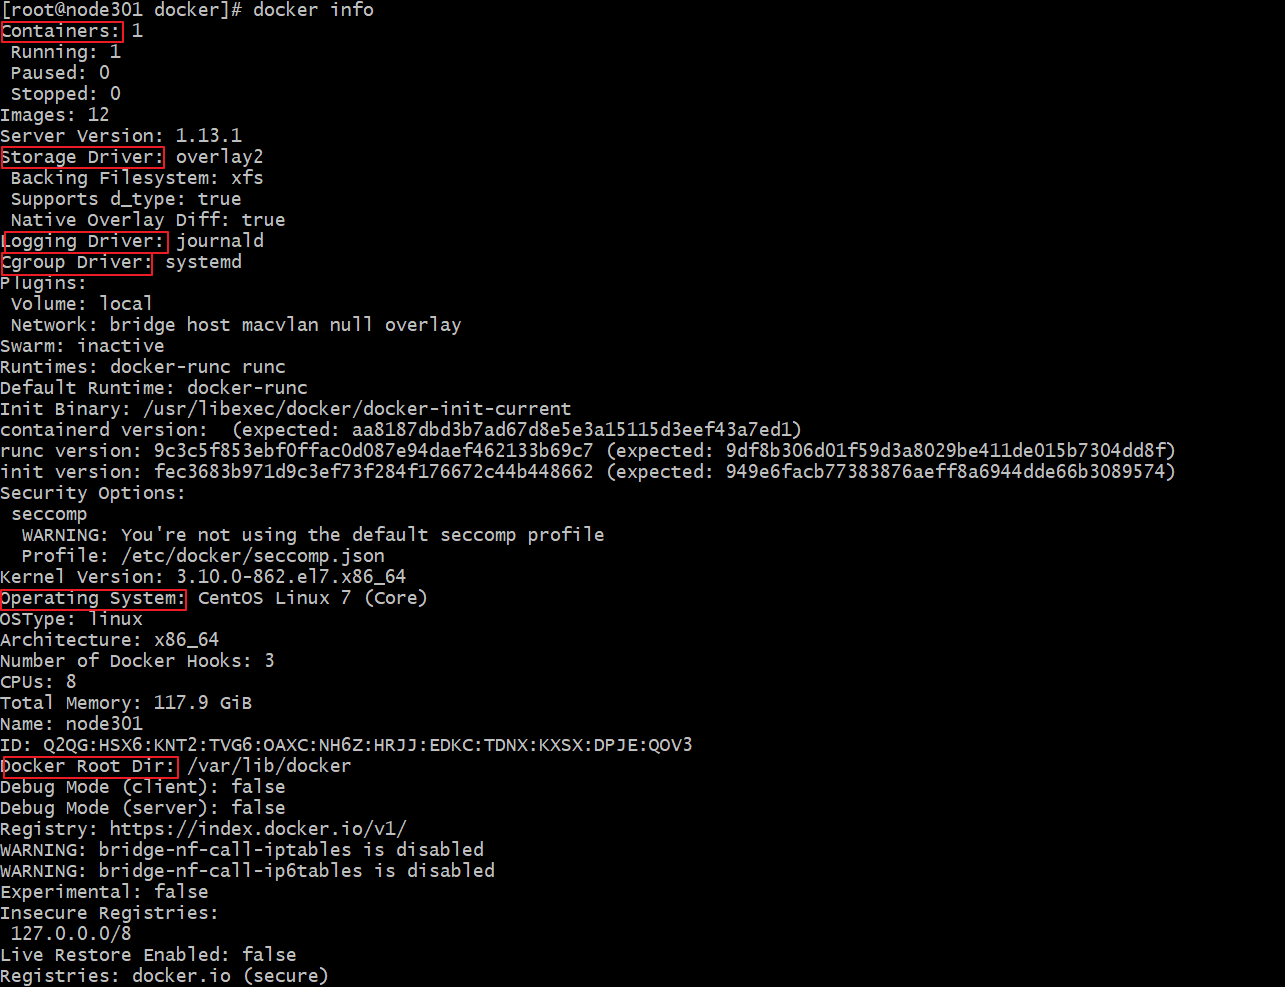 [root@node301 docker]# docker info
Containers: 1
 Running: 1
 Paused: 0
 Stopped: 0
Images: 12
Server Version: 1.13.1
Storage Driver: overlay2
 Backing Filesystem: xfs
 Supports d_type: true
 Native Overlay Diff: true
Logging Driver: journald
Cgroup Driver: systemd
Plugins:
 Volume: local
 Network: bridge host macvlan null overlay
Swarm: inactive
Runtimes: docker-runc runc
Default Runtime: docker-runc
Init Binary: /usr/libexec/docker/docker-init-current
containerd version:  (expected: aa8187dbd3b7ad67d8e5e3a15115d3eef43a7ed1)
runc version: 9c3c5f853ebf0ffac0d087e94daef462133b69c7 (expected: 9df8b306d01f59d3a8029be411de015b7304dd8f)
init version: fec3683b971d9c3ef73f284f176672c44b448662 (expected: 949e6facb77383876aeff8a6944dde66b3089574)
Security Options:
 seccomp
  WARNING: You're not using the default seccomp profile
  Profile: /etc/docker/seccomp.json
Kernel Version: 3.10.0-862.el7.x86_64
Operating System: CentOS Linux 7 (Core)
OSType: linux
Architecture: x86_64
Number of Docker Hooks: 3
CPUs: 8
Total Memory: 117.9 GiB
Name: node301
ID: Q2QG:HSX6:KNT2:TVG6:OAXC:NH6Z:HRJJ:EDKC:TDNX:KXSX:DPJE:QOV3
Docker Root Dir: /var/lib/docker
Debug Mode (client): false
Debug Mode (server): false
Registry: https://index.docker.io/v1/
WARNING: bridge-nf-call-iptables is disabled
WARNING: bridge-nf-call-ip6tables is disabled
Experimental: false
Insecure Registries:
 127.0.0.0/8
Live Restore Enabled: false
Registries: docker.io (secure)